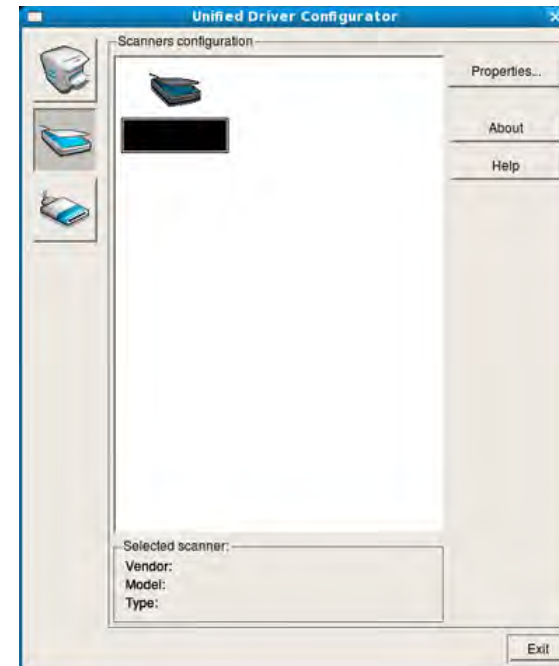 Unified Driver Configurator
Scanners configuration
Properties...
About
Help
Selected scanner:
Vendor:
Model:
Type:
Exit